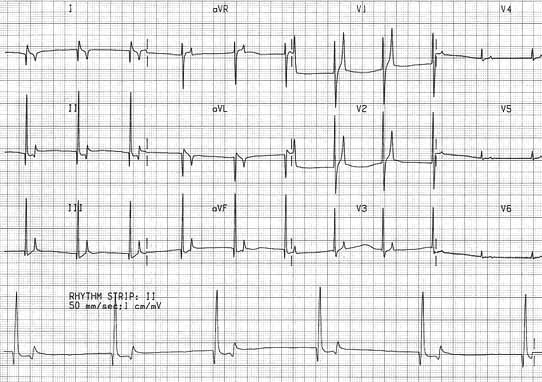 I aVR V1 V4
II aVL V2 V5
III aVF V3 V6
RHYTHM STRIP: II
50 mm/sec;1 cm/mV